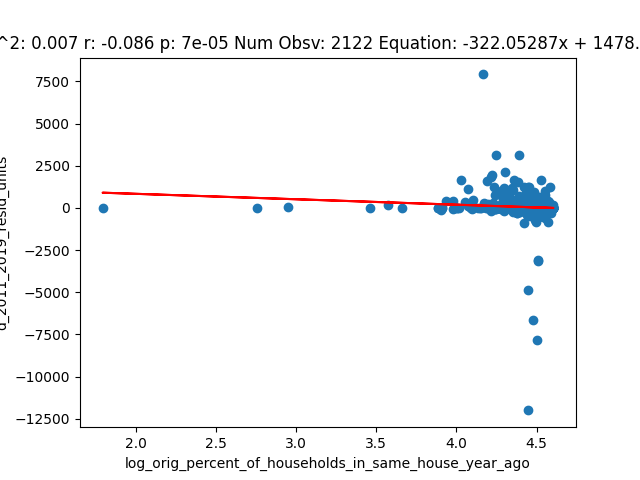 ^2: 0.007 r: -0.086 p: 7e-05 Num Obsv: 2122 Equation: -322.05287x + 1478.
7500
5000
2500
0
−2500
−5000
−7500
−10000
−12500
d_2011_2019_resid_units
2.0 2.5 3.0 3.5 4.0 4.5
log_orig_percent_of_households_in_same_house_year_ago